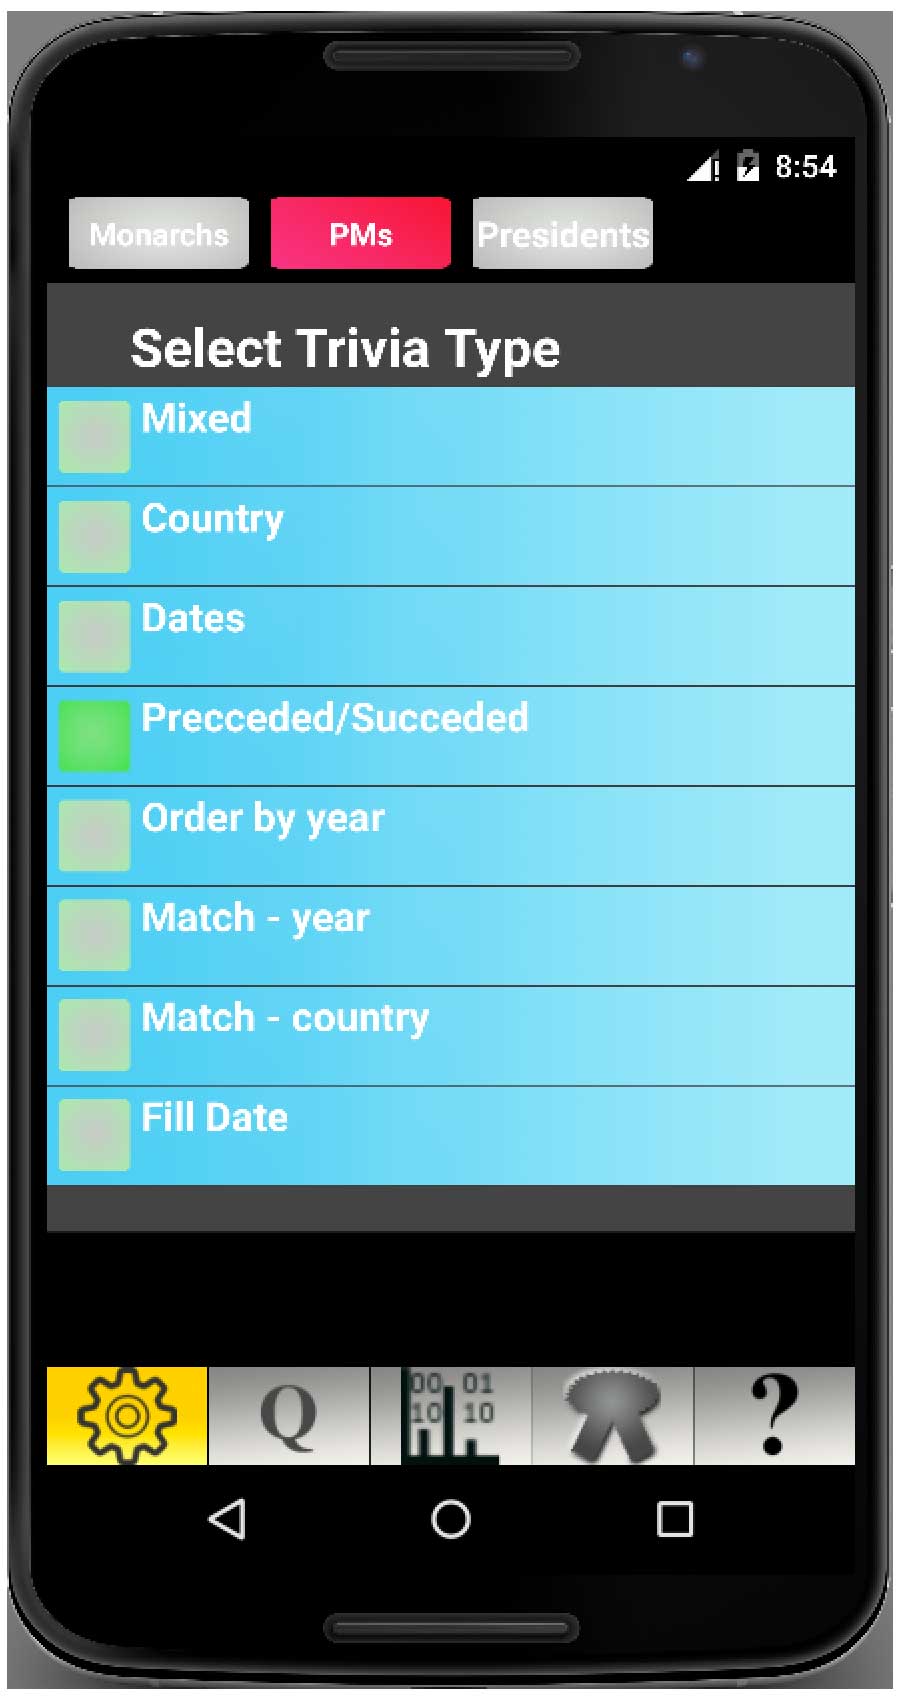 8:54
Monarchs PMs Presidents
Select Trivia Type
Mixed
Country
Dates
Precceded/Succeded
Order by year
Match - year
Match - country
Fill Date
Q 00 01 ?
10 10